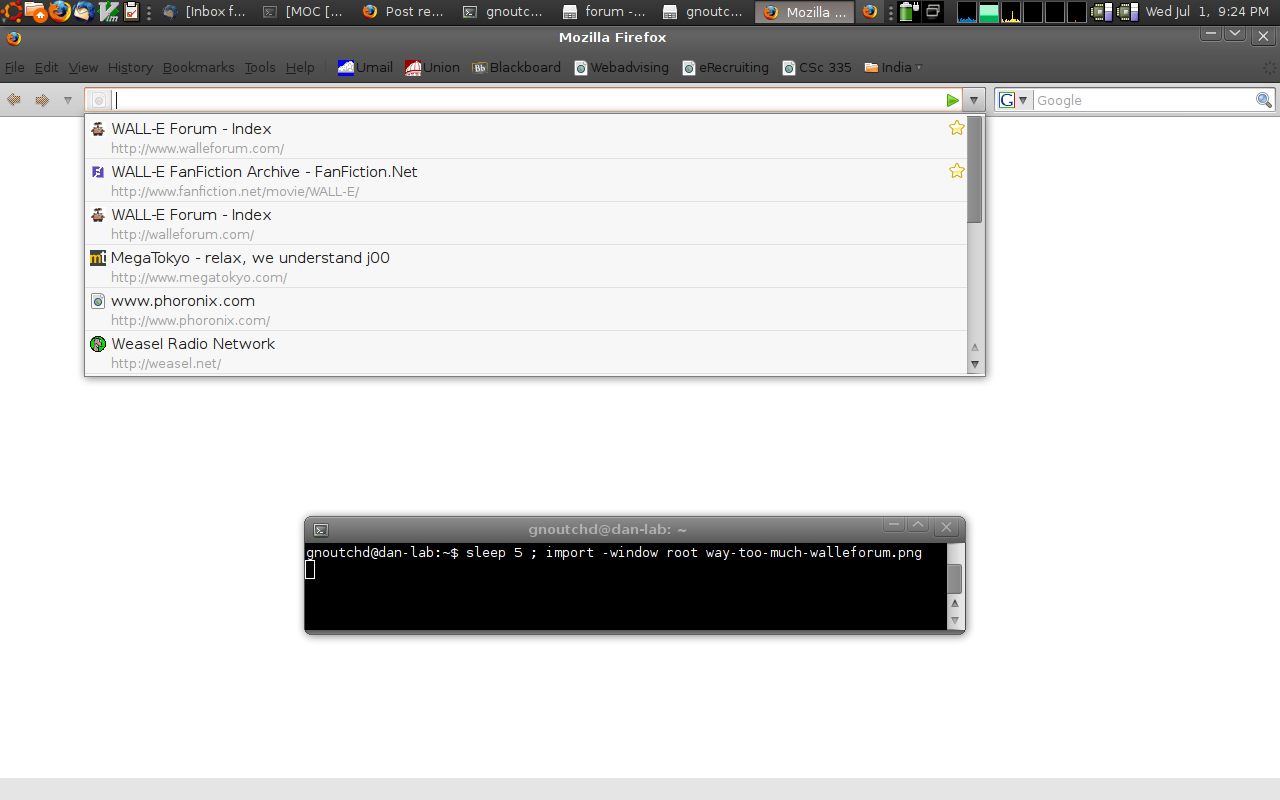 [Inbox f... [MOC [... Post re... gnoutc... forum -... gnoutc... Mozilla ... Wed Jul 1, 9:24 PM
Mozilla Firefox
File Edit View History Bookmarks Tools Help Umail Union Bb Blackboard Webadvising eRecruiting CSc 335 India
G Google
WALL-E Forum - Index
http://www.walleforum.com/
WALL-E FanFiction Archive - FanFiction.Net
http://www.fanfiction.net/movie/WALL-E/
WALL-E Forum - Index
http://walleforum.com/
mt MegaTokyo - relax, we understand j00
http://www.megatokyo.com/
www.phoronix.com
http://www.phoronix.com/
Weasel Radio Network
http://weasel.net/
gnoutchd@dan-lab: ~
gnoutchd@dan-lab:~$ sleep 5 ; import -window root way-too-much-walleforum.png